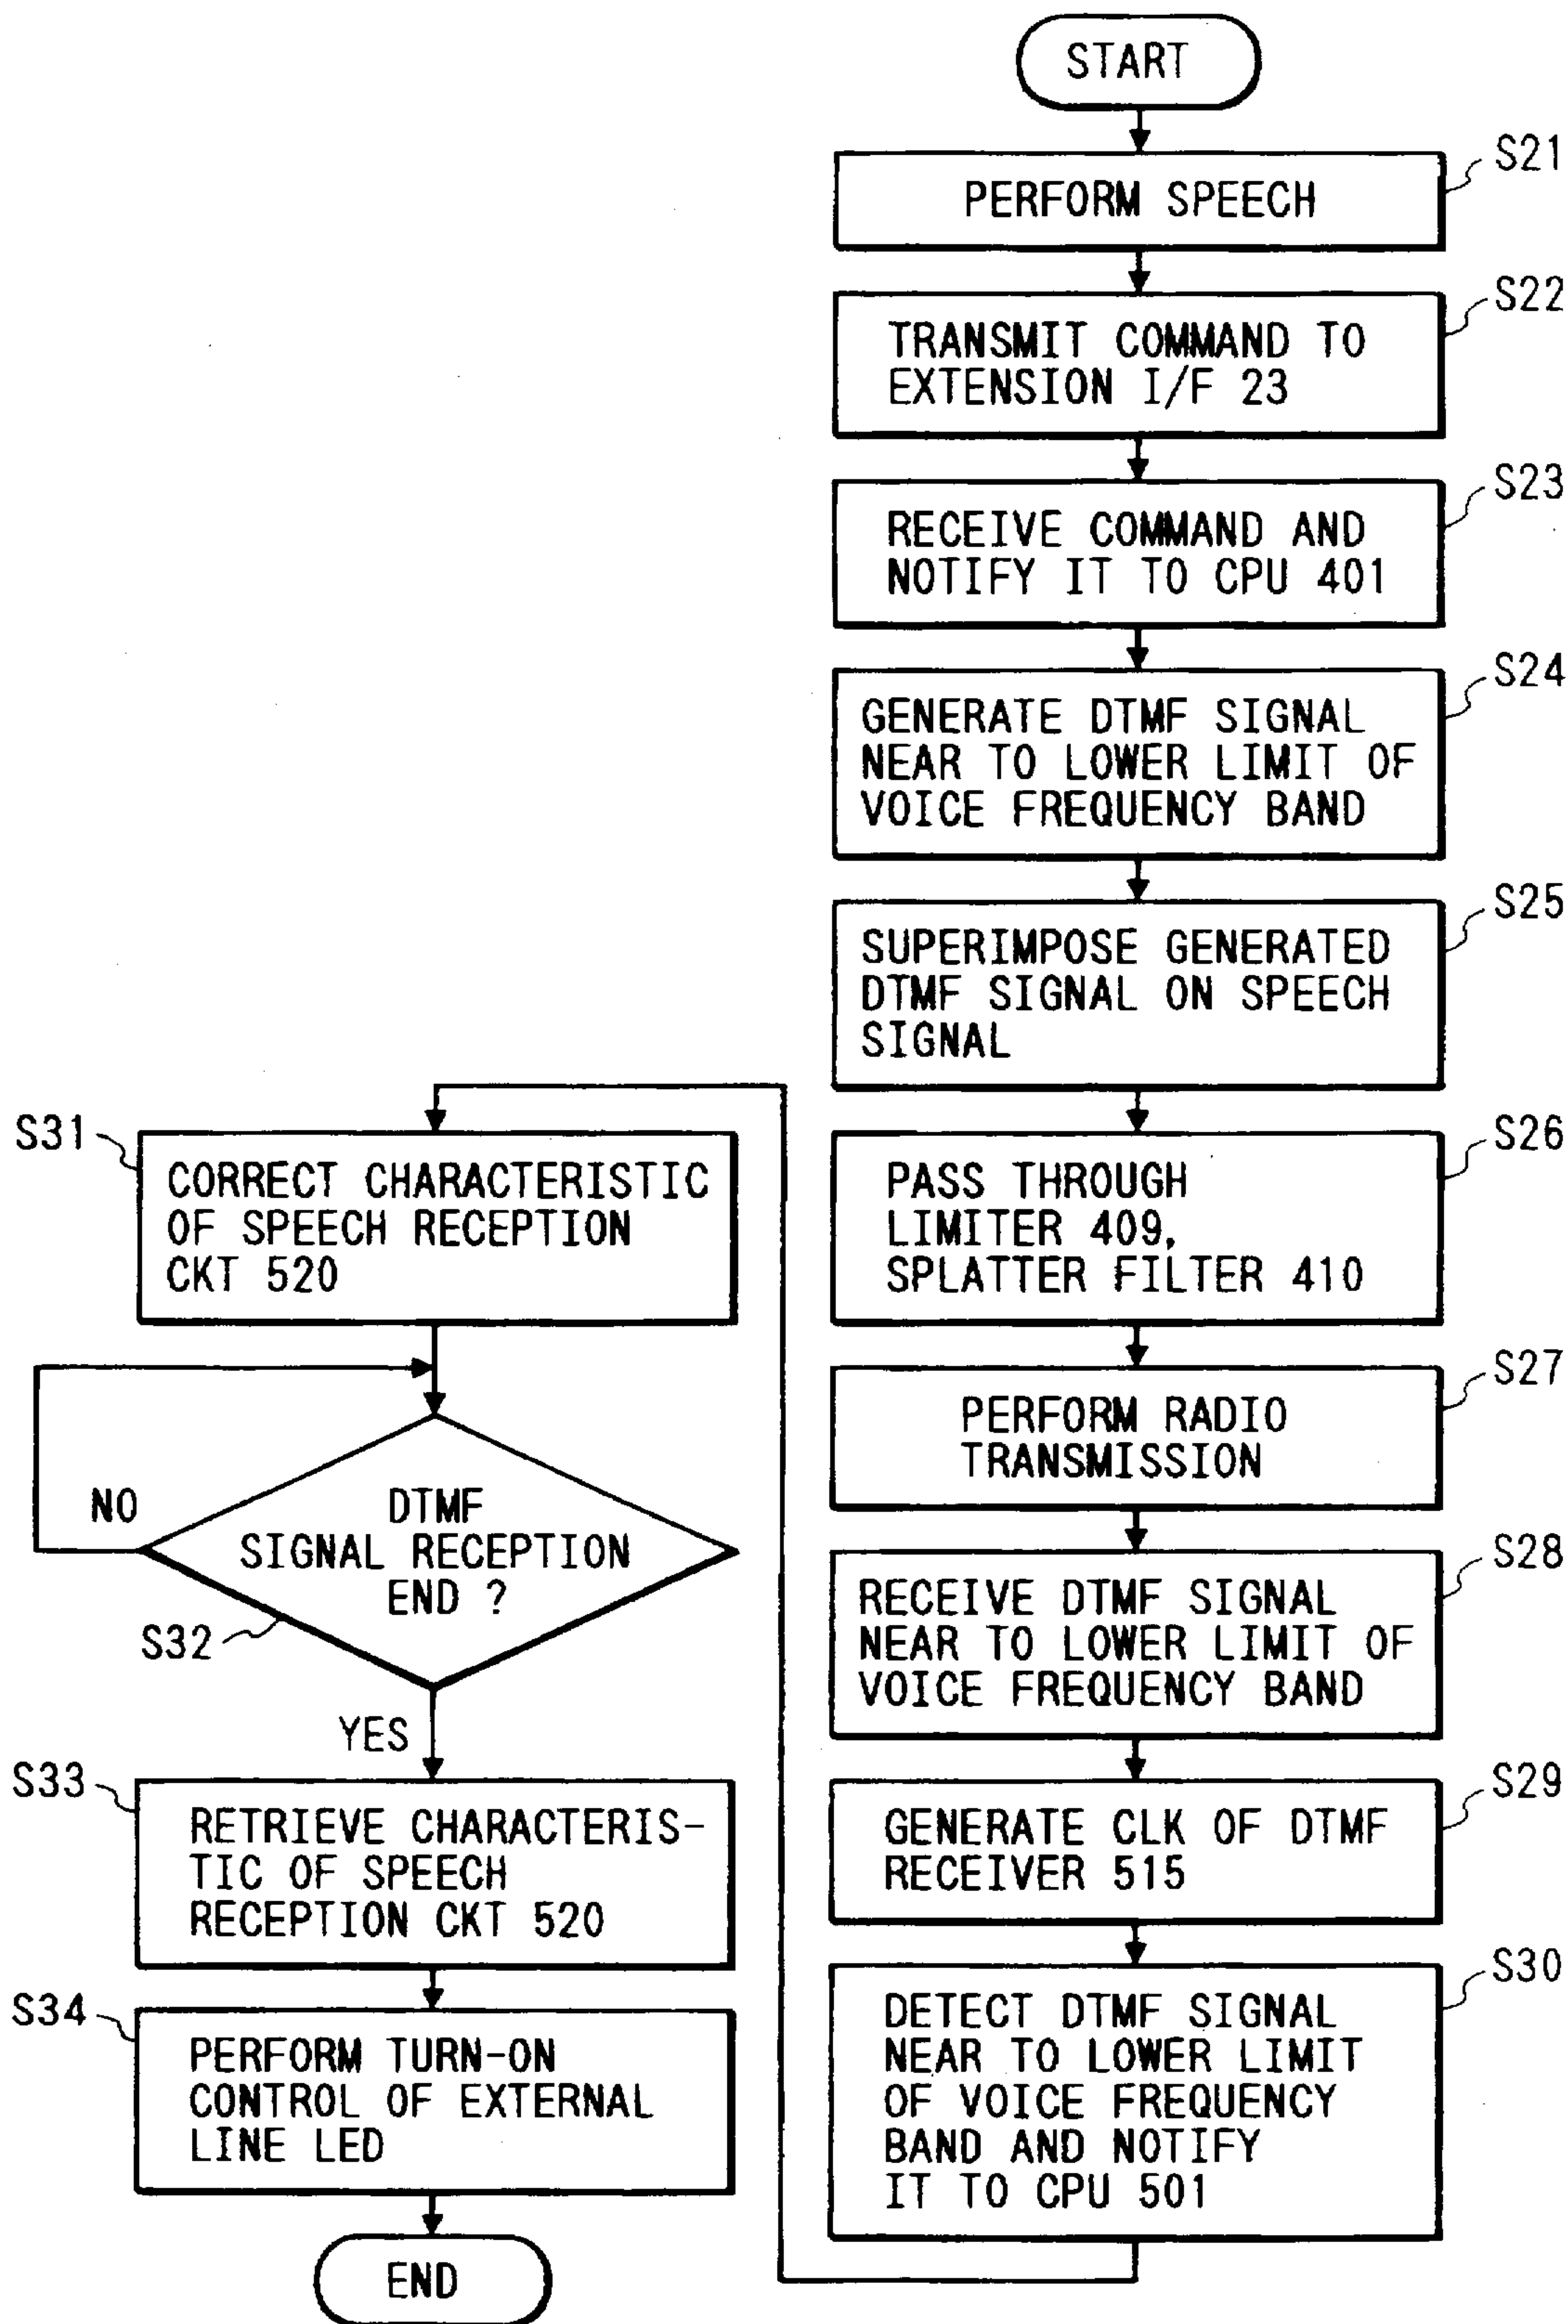 START
S21
PERFORM SPEECH
S22
TRANSMIT COMMAND TO
EXTENSION I/F 23
S23
RECEIVE COMMAND AND
NOTIFY IT TO CPU 401
S24
GENERATE DTMF SIGNAL
NEAR TO LOWER LIMIT OF
VOICE FREQUENCY BAND
S25
SUPERIMPOSE GENERATED
DTMF SIGNAL ON SPEECH
SIGNAL
S26
PASS THROUGH
LIMITER 409,
SPLATTER FILTER 410
S27
PERFORM RADIO
TRANSMISSION
S28
RECEIVE DTMF SIGNAL
NEAR TO LOWER LIMIT OF
VOICE FREQUENCY BAND
S29
GENERATE CLK OF DTMF
RECEIVER 515
S30
DETECT DTMF SIGNAL
NEAR TO LOWER LIMIT
OF VOICE FREQUENCY
BAND AND NOTIFY
IT TO CPU 501
S31
CORRECT CHARACTERISTIC
OF SPEECH RECEPTION
CKT 520
NO
DTMF
SIGNAL RECEPTION
END ?
S32
YES
S33
RETRIEVE CHARACTERIS-
TIC OF SPEECH
RECEPTION CKT 520
S34
PERFORM TURN-ON
CONTROL OF EXTERNAL
LINE LED
END